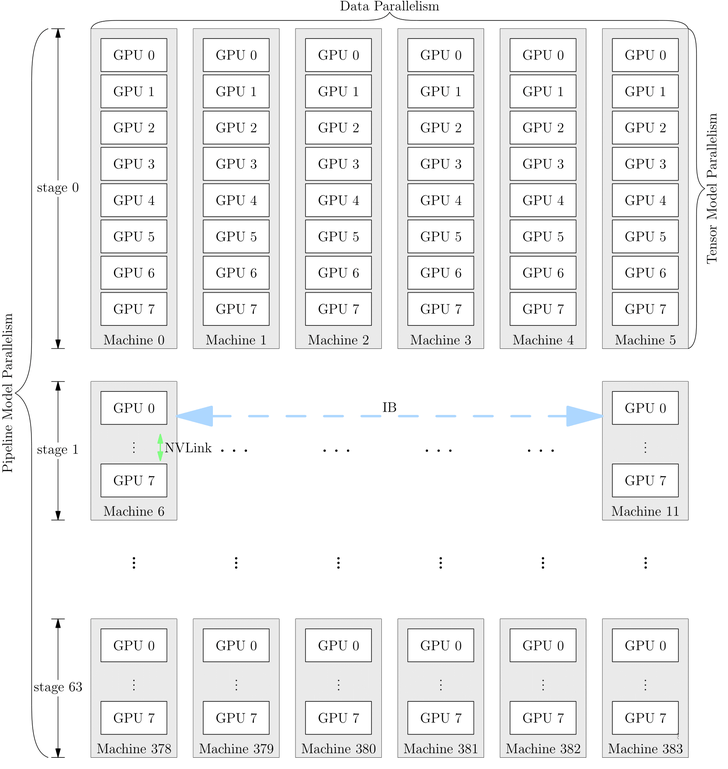 Data Parallelism
GPU 0 GPU 0 GPU 0 GPU 0 GPU 0 GPU 0
GPU 1 GPU 1 GPU 1 GPU 1 GPU 1 GPU 1
GPU 2 GPU 2 GPU 2 GPU 2 GPU 2 GPU 2
GPU 3 GPU 3 GPU 3 GPU 3 GPU 3 GPU 3
stage 0
GPU 4 GPU 4 GPU 4 GPU 4 GPU 4 GPU 4
GPU 5 GPU 5 GPU 5 GPU 5 GPU 5 GPU 5
GPU 6 GPU 6 GPU 6 GPU 6 GPU 6 GPU 6
GPU 7 GPU 7 GPU 7 GPU 7 GPU 7 GPU 7
Machine 0 Machine 1 Machine 2 Machine 3 Machine 4 Machine 5
Tensor Model Parallelism
Pipeline Model Parallelism
GPU 0 IB GPU 0
stage 1 ⋮ NVLink ··· ··· ··· ··· ⋮
GPU 7 GPU 7
Machine 6 Machine 11
⋮ ⋮ ⋮ ⋮ ⋮ ⋮
GPU 0 GPU 0 GPU 0 GPU 0 GPU 0 GPU 0
stage 63 ⋮ ⋮ ⋮ ⋮ ⋮ ⋮
GPU 7 GPU 7 GPU 7 GPU 7 GPU 7 GPU 7
Machine 378 Machine 379 Machine 380 Machine 381 Machine 382 Machine 383